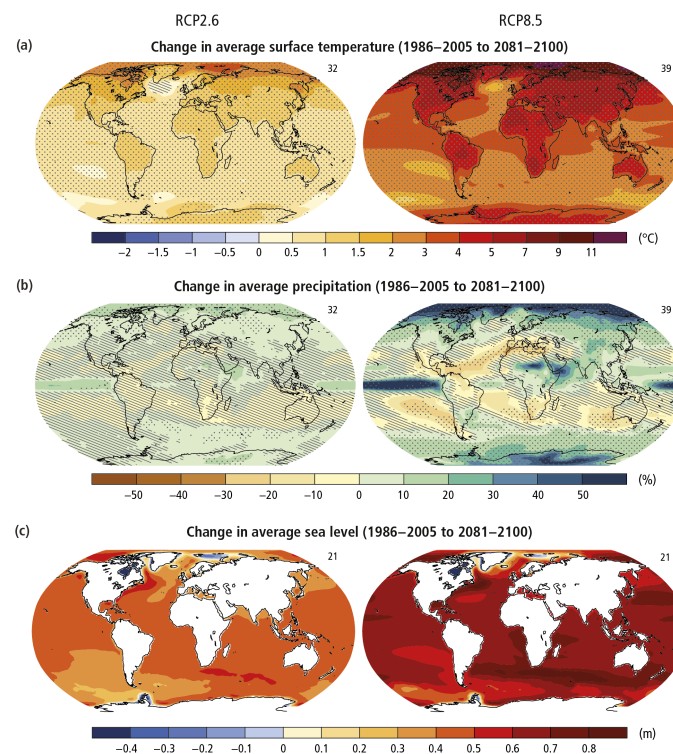 RCP2.6 RCP8.5
(a) Change in average surface temperature (1986–2005 to 2081–2100)
32 39
−2 −1.5 −1 −0.5 0 0.5 1 1.5 2 3 4 5 7 9 11 (°C)
(b) Change in average precipitation (1986–2005 to 2081–2100)
32 39
−50 −40 −30 −20 −10 0 10 20 30 40 50 (%)
(c) Change in average sea level (1986–2005 to 2081–2100)
21 21
−0.4 −0.3 −0.2 −0.1 0 0.1 0.2 0.3 0.4 0.5 0.6 0.7 0.8 (m)